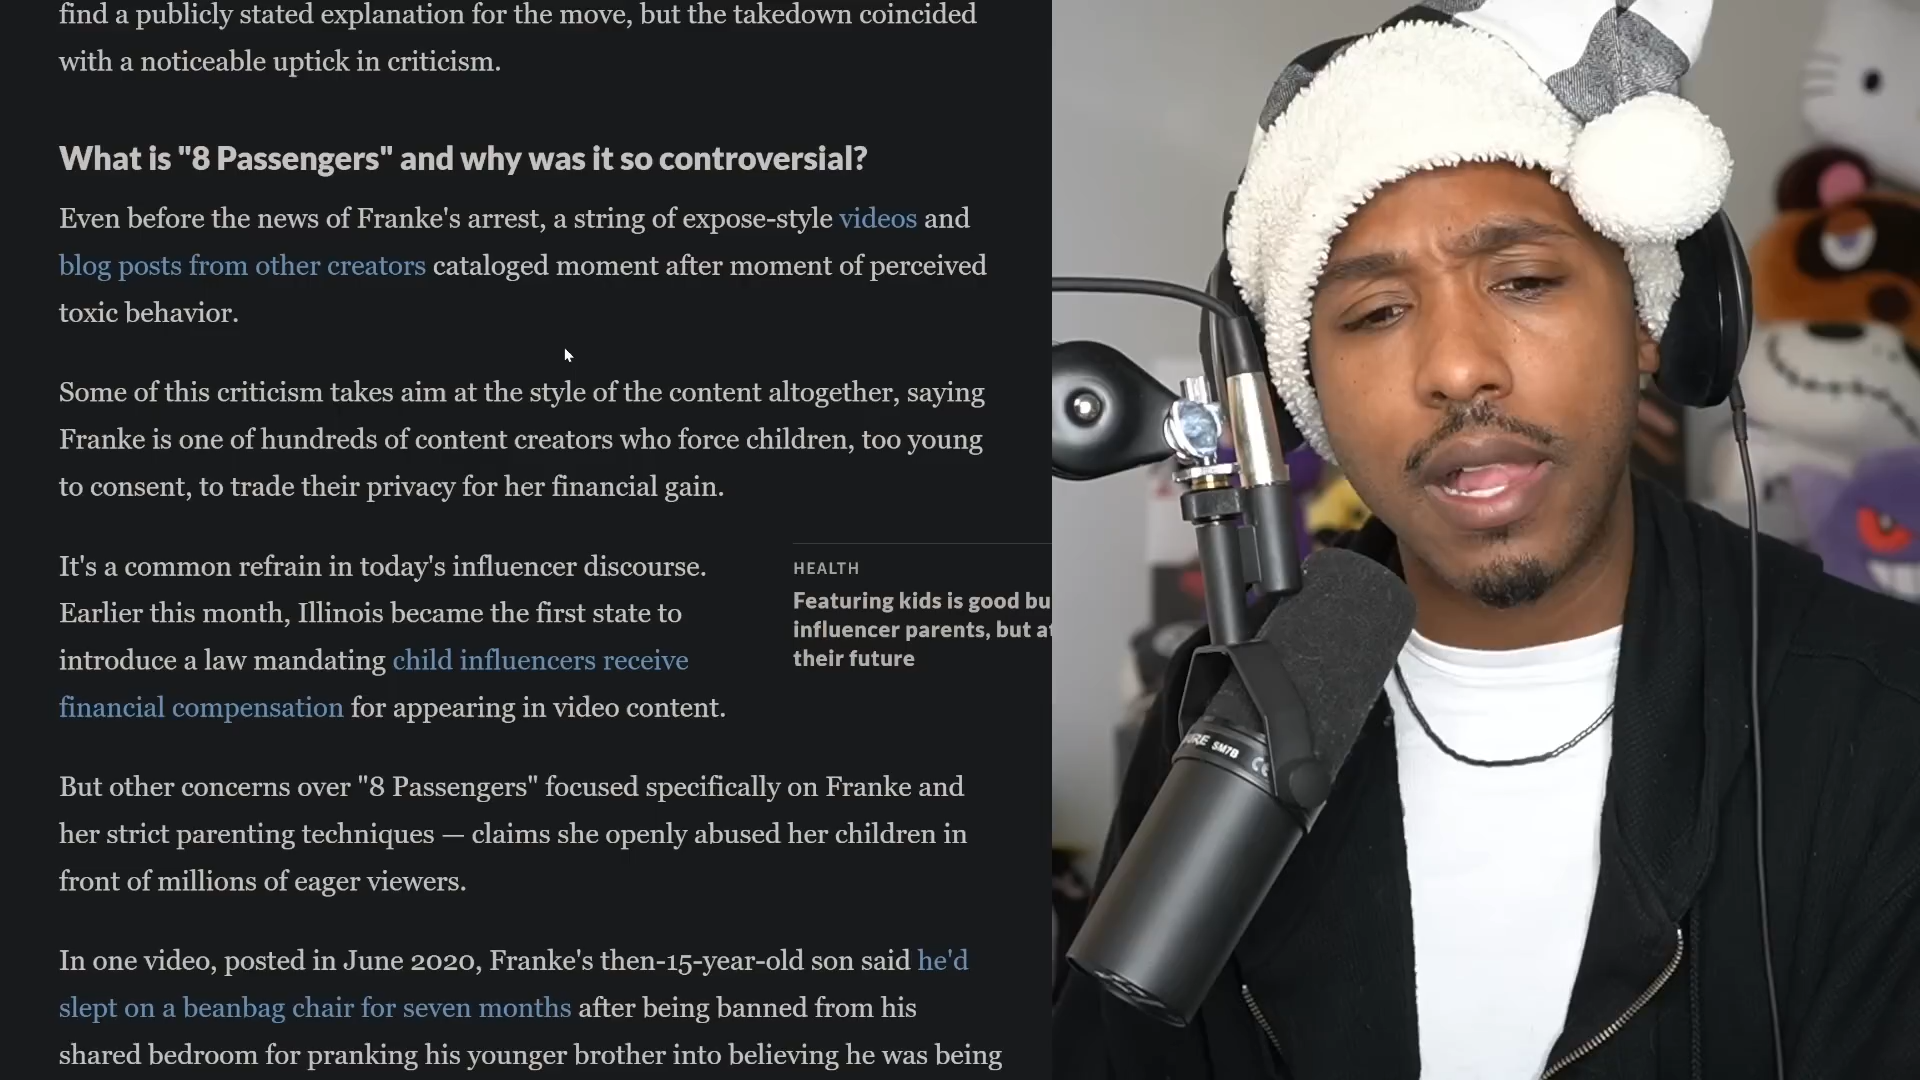 find a publicly stated explanation for the move, but the takedown coincided
with a noticeable uptick in criticism.
What is "8 Passengers" and why was it so controversial?
Even before the news of Franke's arrest, a string of expose-style videos and
blog posts from other creators cataloged moment after moment of perceived
toxic behavior.
Some of this criticism takes aim at the style of the content altogether, saying
Franke is one of hundreds of content creators who force children, too young
to consent, to trade their privacy for her financial gain.
It's a common refrain in today's influencer discourse.
Earlier this month, Illinois became the first state to
introduce a law mandating child influencers receive
financial compensation for appearing in video content.
HEALTH
Featuring kids is good bu
influencer parents, but at
their future
But other concerns over "8 Passengers" focused specifically on Franke and
her strict parenting techniques — claims she openly abused her children in
front of millions of eager viewers.
In one video, posted in June 2020, Franke's then-15-year-old son said he'd
slept on a beanbag chair for seven months after being banned from his
shared bedroom for pranking his younger brother into believing he was being
SM7B